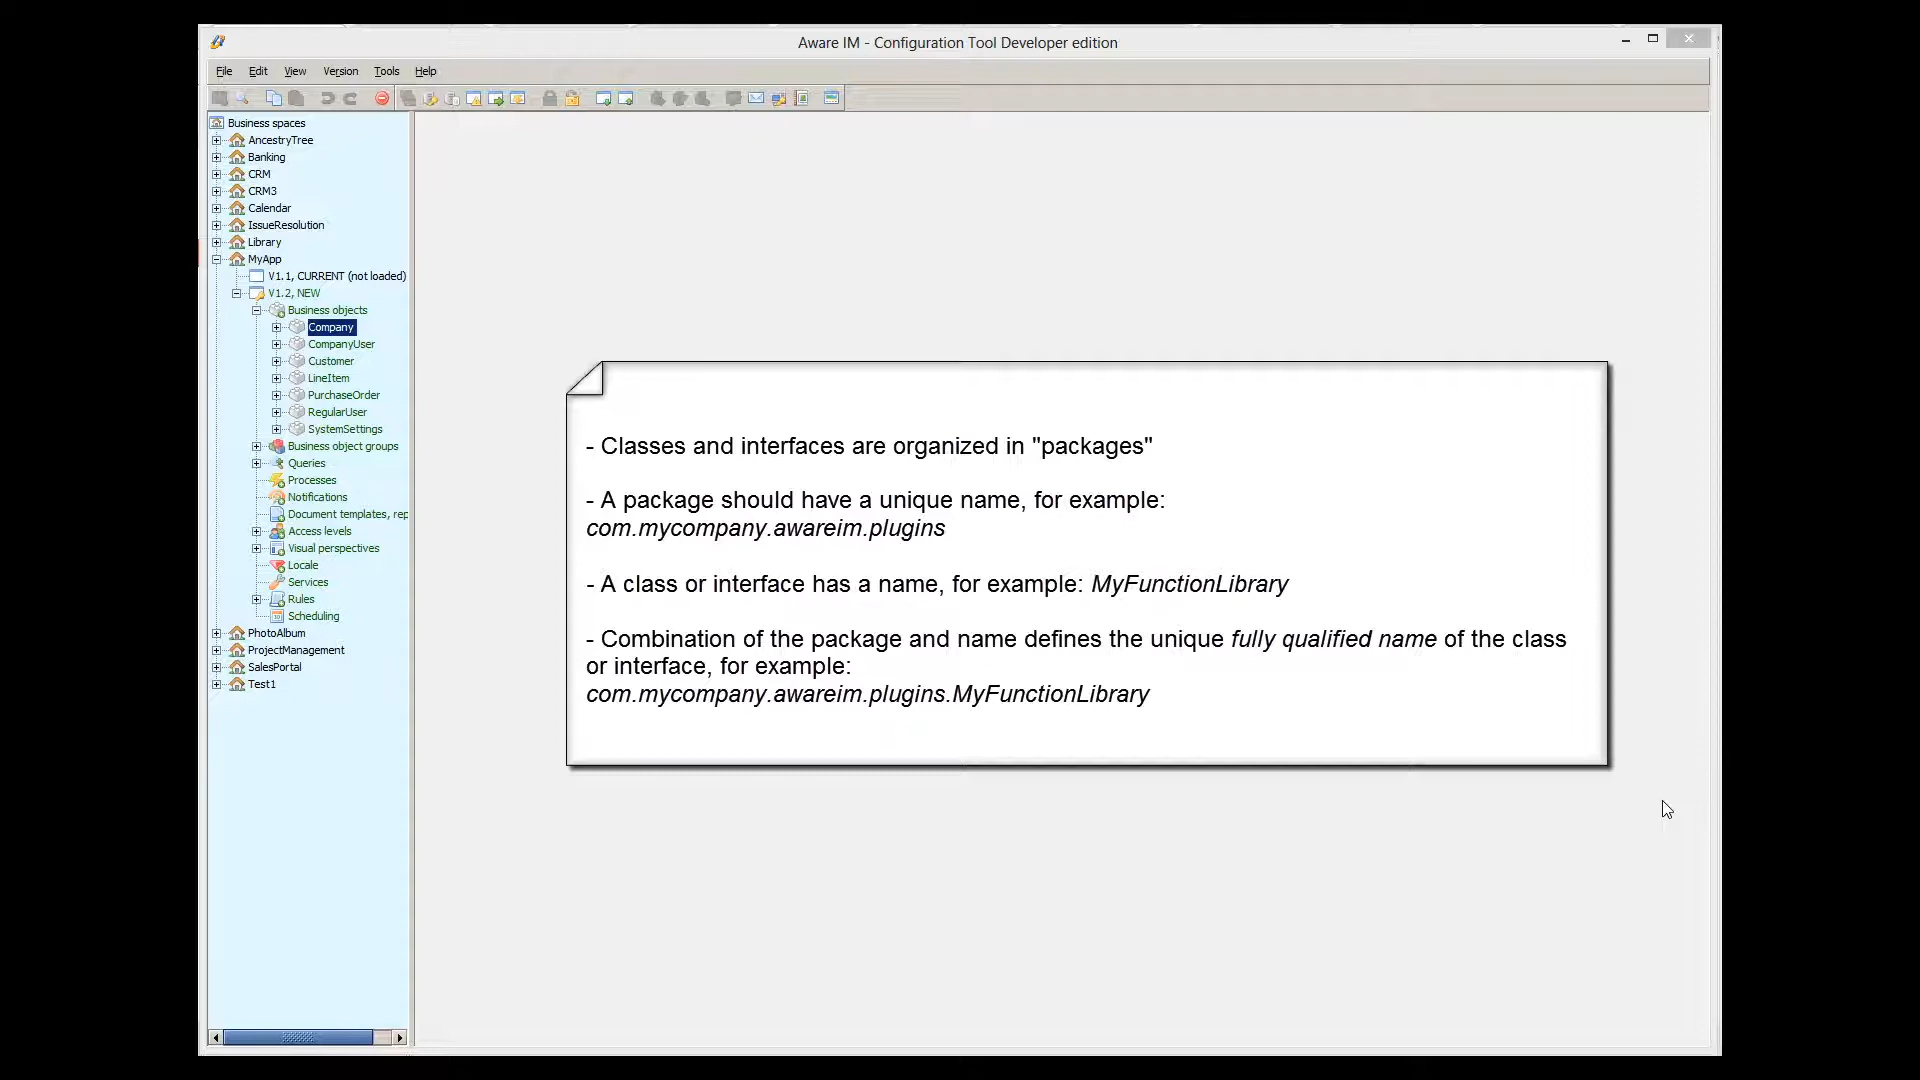 Aware IM - Configuration Tool Developer edition
File Edit View Version Tools Help
Business spaces
AncestryTree
Banking
CRM
CRM3
Calendar
IssueResolution
Library
MyApp
V1.1, CURRENT (not loaded)
V1.2, NEW
Business objects
Company
CompanyUser
Customer
LineItem
PurchaseOrder
RegularUser
SystemSettings
Business object groups
Queries
Processes
Notifications
Document templates, rep
Access levels
Visual perspectives
Locale
Services
Rules
Scheduling
PhotoAlbum
ProjectManagement
SalesPortal
Test1
- Classes and interfaces are organized in "packages"
- A package should have a unique name, for example:
com.mycompany.awareim.plugins
- A class or interface has a name, for example: MyFunctionLibrary
- Combination of the package and name defines the unique fully qualified name of the class
or interface, for example:
com.mycompany.awareim.plugins.MyFunctionLibrary